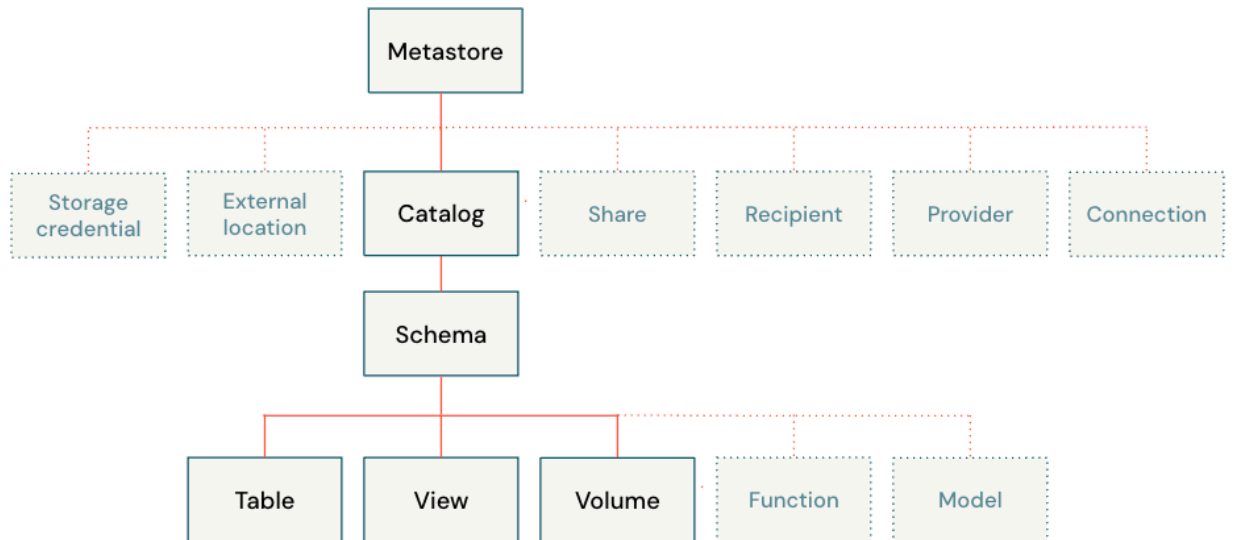 Metastore
Storage
credential
External
location
Catalog
Share
Recipient
Provider
Connection
Schema
Table
View
Volume
Function
Model